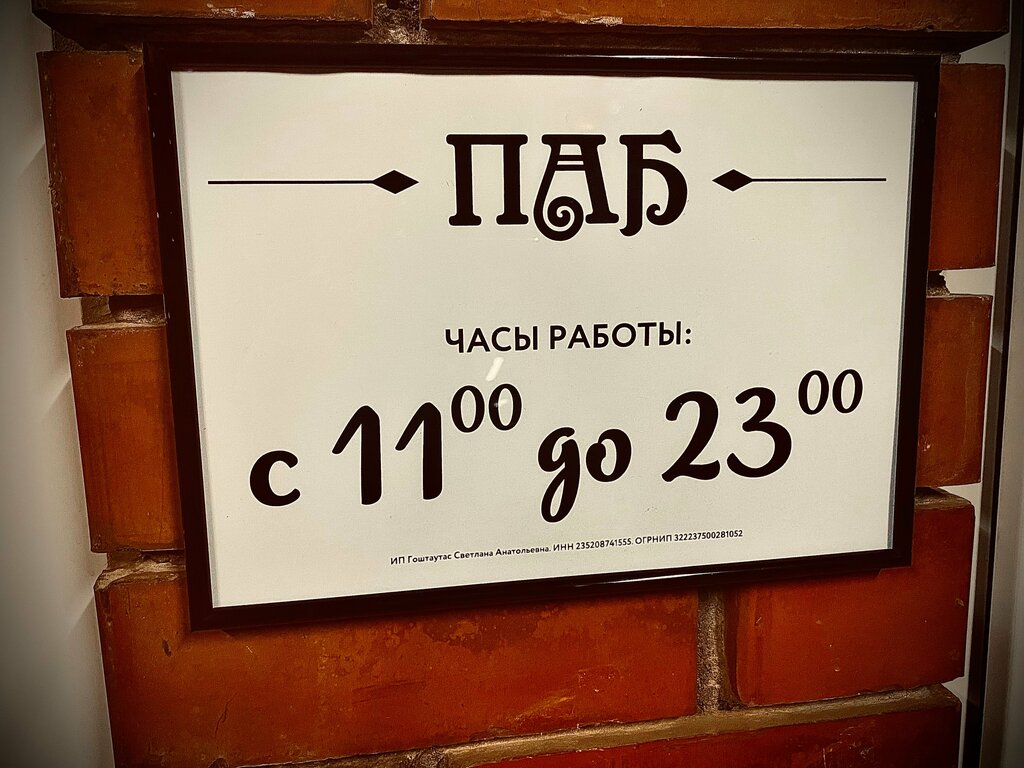 ПАБ
ЧАСЫ РАБОТЫ:
с 11⁰⁰ до 23⁰⁰
ИП Гоштаутас Светлана Анатольевна. ИНН 235208741555. ОГРНИП 322237500281052